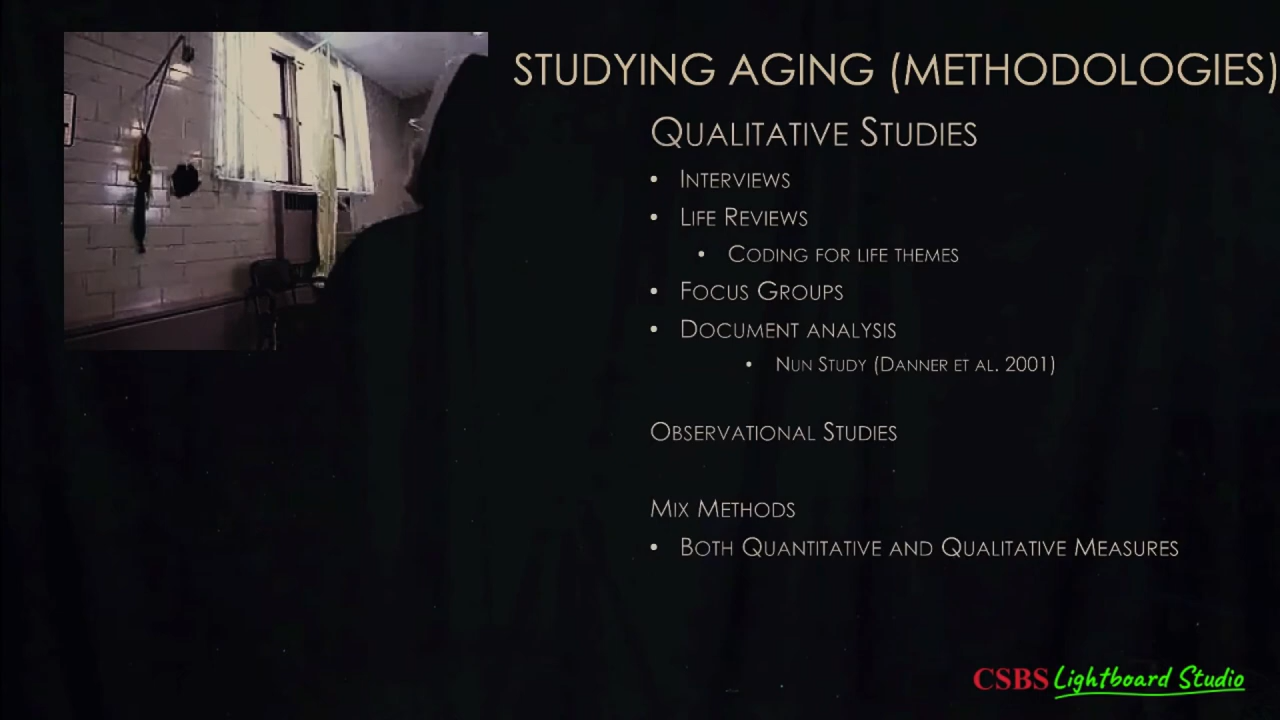 STUDYING AGING (METHODOLOGIES)
QUALITATIVE STUDIES
• INTERVIEWS
• LIFE REVIEWS
• CODING FOR LIFE THEMES
• FOCUS GROUPS
• DOCUMENT ANALYSIS
• NUN STUDY (DANNER ET AL. 2001)
OBSERVATIONAL STUDIES
MIX METHODS
• BOTH QUANTITATIVE AND QUALITATIVE MEASURES
CSBS Lightboard Studio